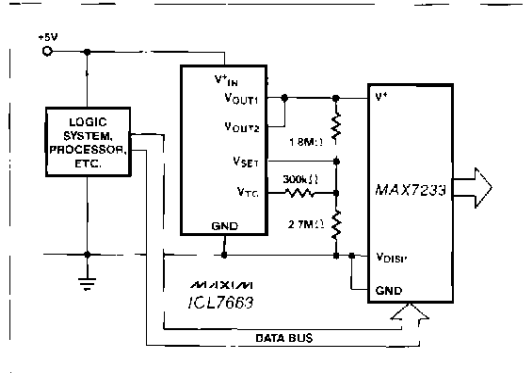 +5V
LOGIC
SYSTEM,
PROCESSOR,
ETC.
V+IN
VOUT1
VOUT2
VSET
VTC
GND
1.8MΩ
300kΩ
2.7MΩ
V+
MAX7233
VDISP
GND
MAXIM
ICL7663
DATA BUS